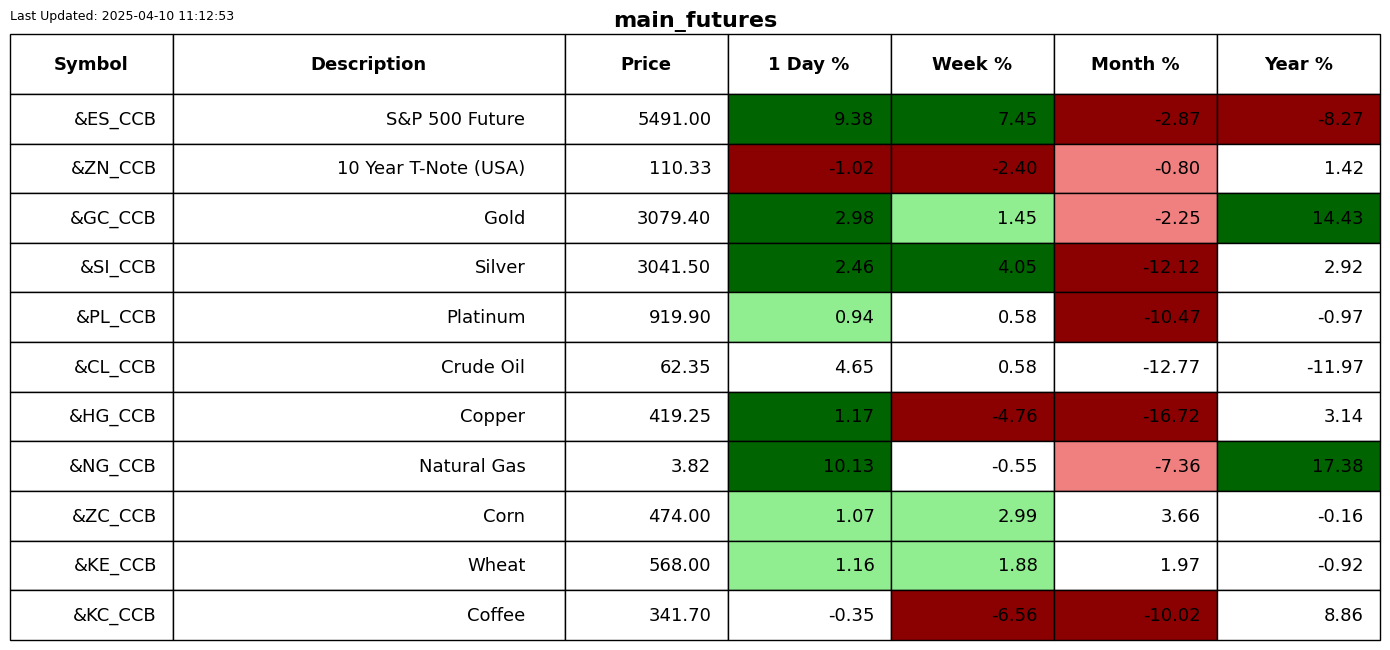 Last Updated: 2025-04-10 11:12:53
main_futures
Symbol Description Price 1 Day % Week % Month % Year %
&ES_CCB S&P 500 Future 5491.00 9.38 7.45 -2.87 -8.27
&ZN_CCB 10 Year T-Note (USA) 110.33 -1.02 -2.40 -0.80 1.42
&GC_CCB Gold 3079.40 2.98 1.45 -2.25 14.43
&SI_CCB Silver 3041.50 2.46 4.05 -12.12 2.92
&PL_CCB Platinum 919.90 0.94 0.58 -10.47 -0.97
&CL_CCB Crude Oil 62.35 4.65 0.58 -12.77 -11.97
&HG_CCB Copper 419.25 1.17 -4.76 -16.72 3.14
&NG_CCB Natural Gas 3.82 10.13 -0.55 -7.36 17.38
&ZC_CCB Corn 474.00 1.07 2.99 3.66 -0.16
&KE_CCB Wheat 568.00 1.16 1.88 1.97 -0.92
&KC_CCB Coffee 341.70 -0.35 -6.56 -10.02 8.86